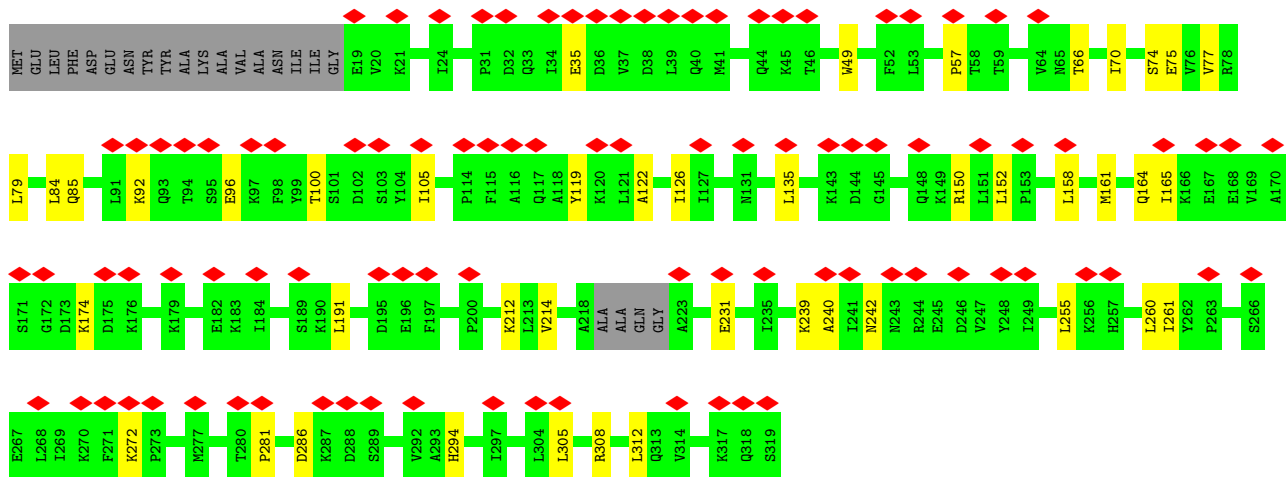 MET GLU LEU PHE ASP GLU ASN TYR TYR ALA LYS ALA VAL ALA ASN ILE ILE GLY E19 V20 K21 I24 P31 D32 Q33 I34 E35 D36 V37 D38 L39 Q40 M41 Q44 K45 T46 W49 F52 L53 P57 T58 T59 V64 N65 T66 I70 S74 E75 V76 V77 R78
L79 L84 Q85 L91 K92 Q93 T94 S95 E96 K97 F98 Y99 T100 S101 D102 S103 Y104 I105 P114 F115 A116 Q117 A118 Y119 K120 L121 A122 I126 I127 N131 L135 K143 D144 G145 Q148 K149 R150 L151 L152 P153 L158 M161 Q164 I165 K166 E167 E168 V169 A170
S171 G172 D173 K174 D175 K176 K179 E182 K183 I184 S189 K190 L191 D195 E196 F197 P200 K212 L213 V214 A218 ALA ALA GLN GLY A223 E231 I235 K239 A240 I241 N242 N243 R244 E245 D246 V247 Y248 I249 L255 K256 H257 L260 I261 Y262 P263 S266
E267 L268 I269 K270 F271 K272 P273 M277 T280 P281 D286 K287 D288 S289 V292 A293 H294 I297 L304 L305 R308 L312 Q313 V314 K317 Q318 S319